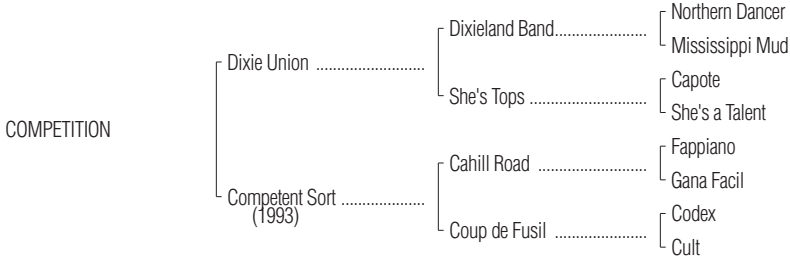 Northern Dancer
Dixieland Band......................
Mississippi Mud
Dixie Union ..........................
Capote
She's Tops ............................
She's a Talent
COMPETITION
Fappiano
Cahill Road ..........................
Gana Facil
Competent Sort ....................
(1993)
Codex
Coup de Fusil ......................
Cult